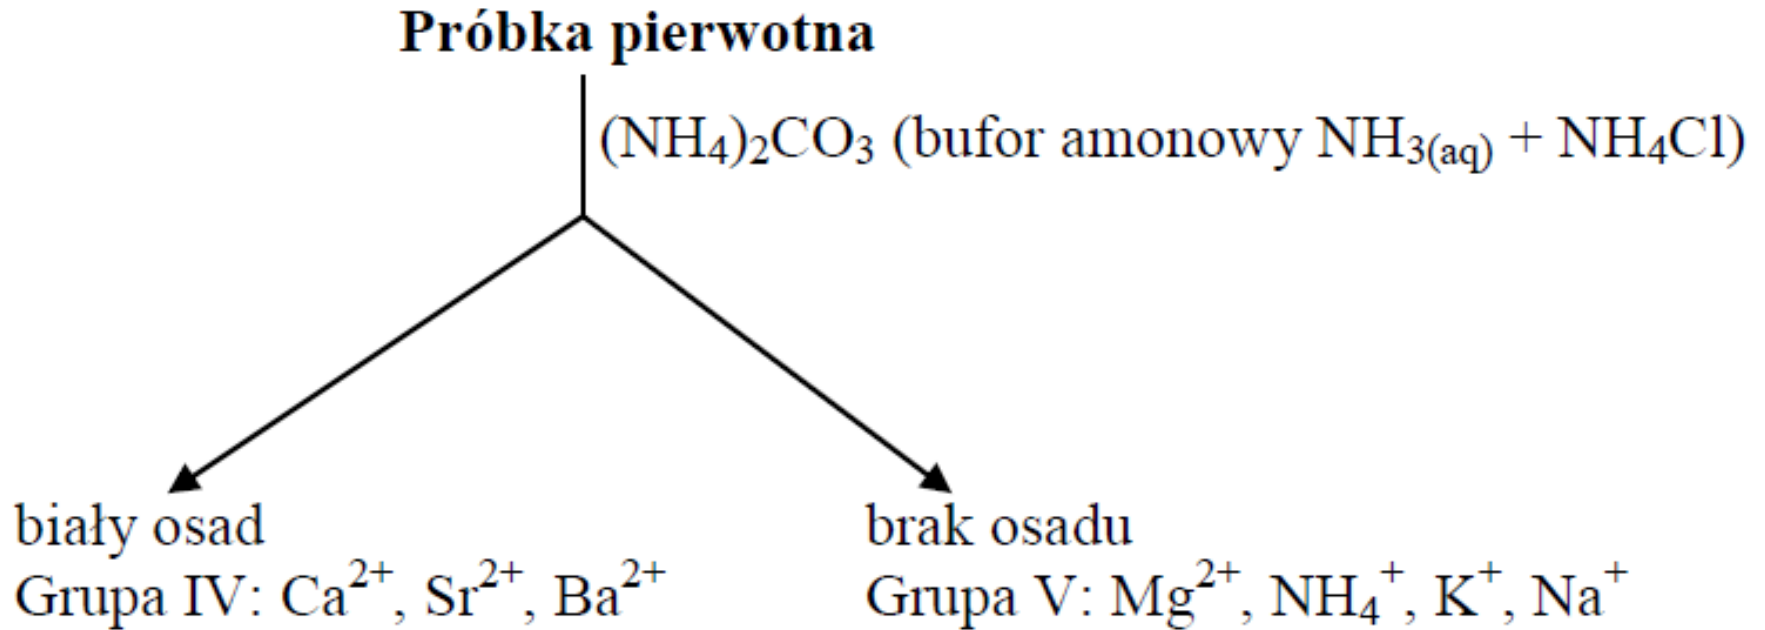 Próbka pierwotna
(NH₄)₂CO₃ (bufor amonowy NH₃₍ₐq₎ + NH₄Cl)
biały osad
Grupa IV: Ca²⁺, Sr²⁺, Ba²⁺
brak osadu
Grupa V: Mg²⁺, NH₄⁺, K⁺, Na⁺